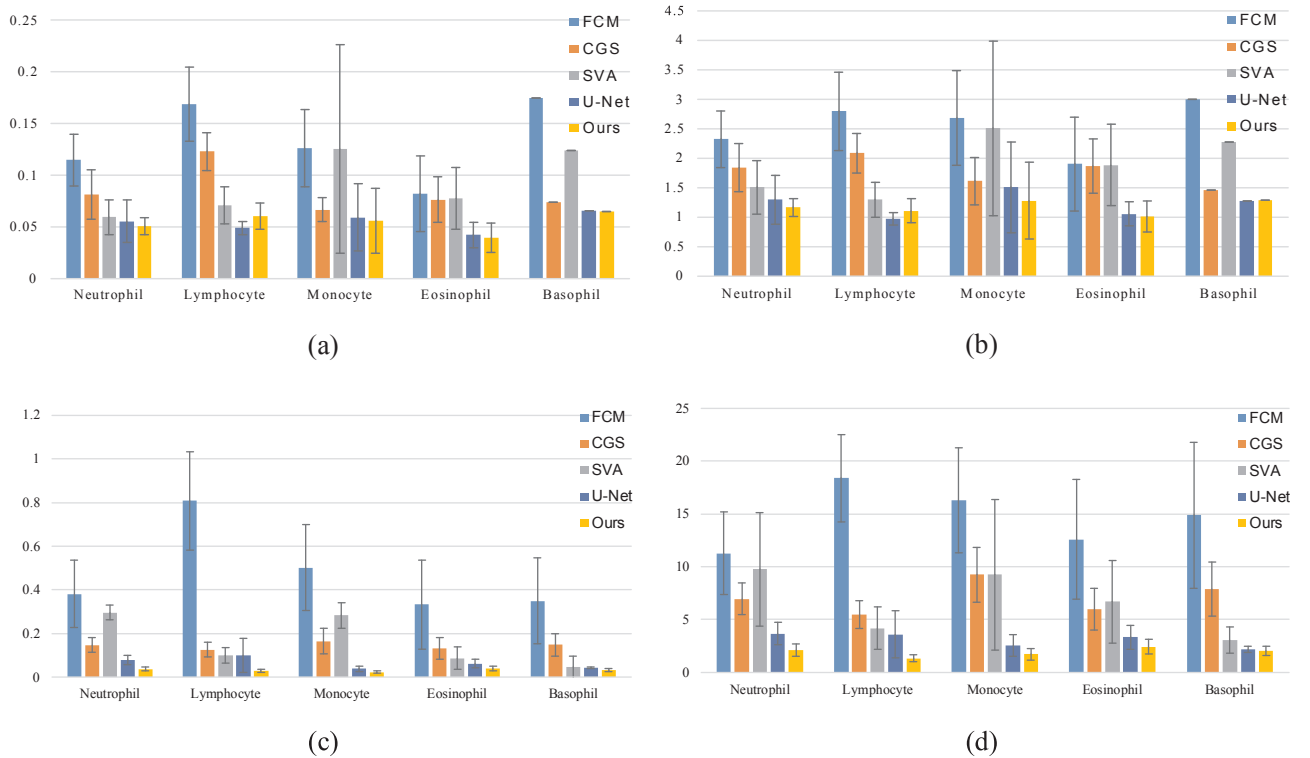 0.25
0.2
0.15
0.1
0.05
0
FCM
CGS
SVA
U-Net
Ours
Neutrophil Lymphocyte Monocyte Eosinophil Basophil
(a)
4.5
4
3.5
3
2.5
2
1.5
1
0.5
0
FCM
CGS
SVA
U-Net
Ours
Neutrophil Lymphocyte Monocyte Eosinophil Basophil
(b)
1.2
1
0.8
0.6
0.4
0.2
0
FCM
CGS
SVA
U-Net
Ours
Neutrophil Lymphocyte Monocyte Eosinophil Basophil
(c)
25
20
15
10
5
0
FCM
CGS
SVA
U-Net
Ours
Neutrophil Lymphocyte Monocyte Eosinophil Basophil
(d)